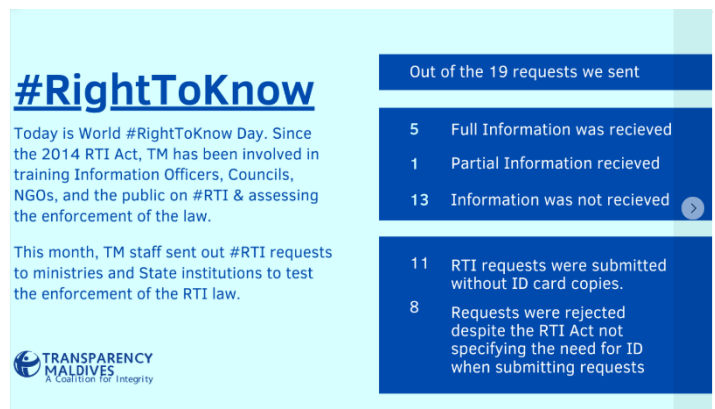 #RightToKnow
Today is World #RightToKnow Day. Since
the 2014 RTI Act, TM has been involved in
training Information Officers, Councils,
NGOs, and the public on #RTI & assessing
the enforcement of the law.
This month, TM staff sent out #RTI requests
to ministries and State institutions to test
the enforcement of the RTI law.
TRANSPARENCY
MALDIVES
A Coalition for Integrity
Out of the 19 requests we sent
5 Full Information was recieved
1 Partial Information recieved
13 Information was not recieved
11 RTI requests were submitted
without ID card copies.
8 Requests were rejected
despite the RTI Act not
specifying the need for ID
when submitting requests